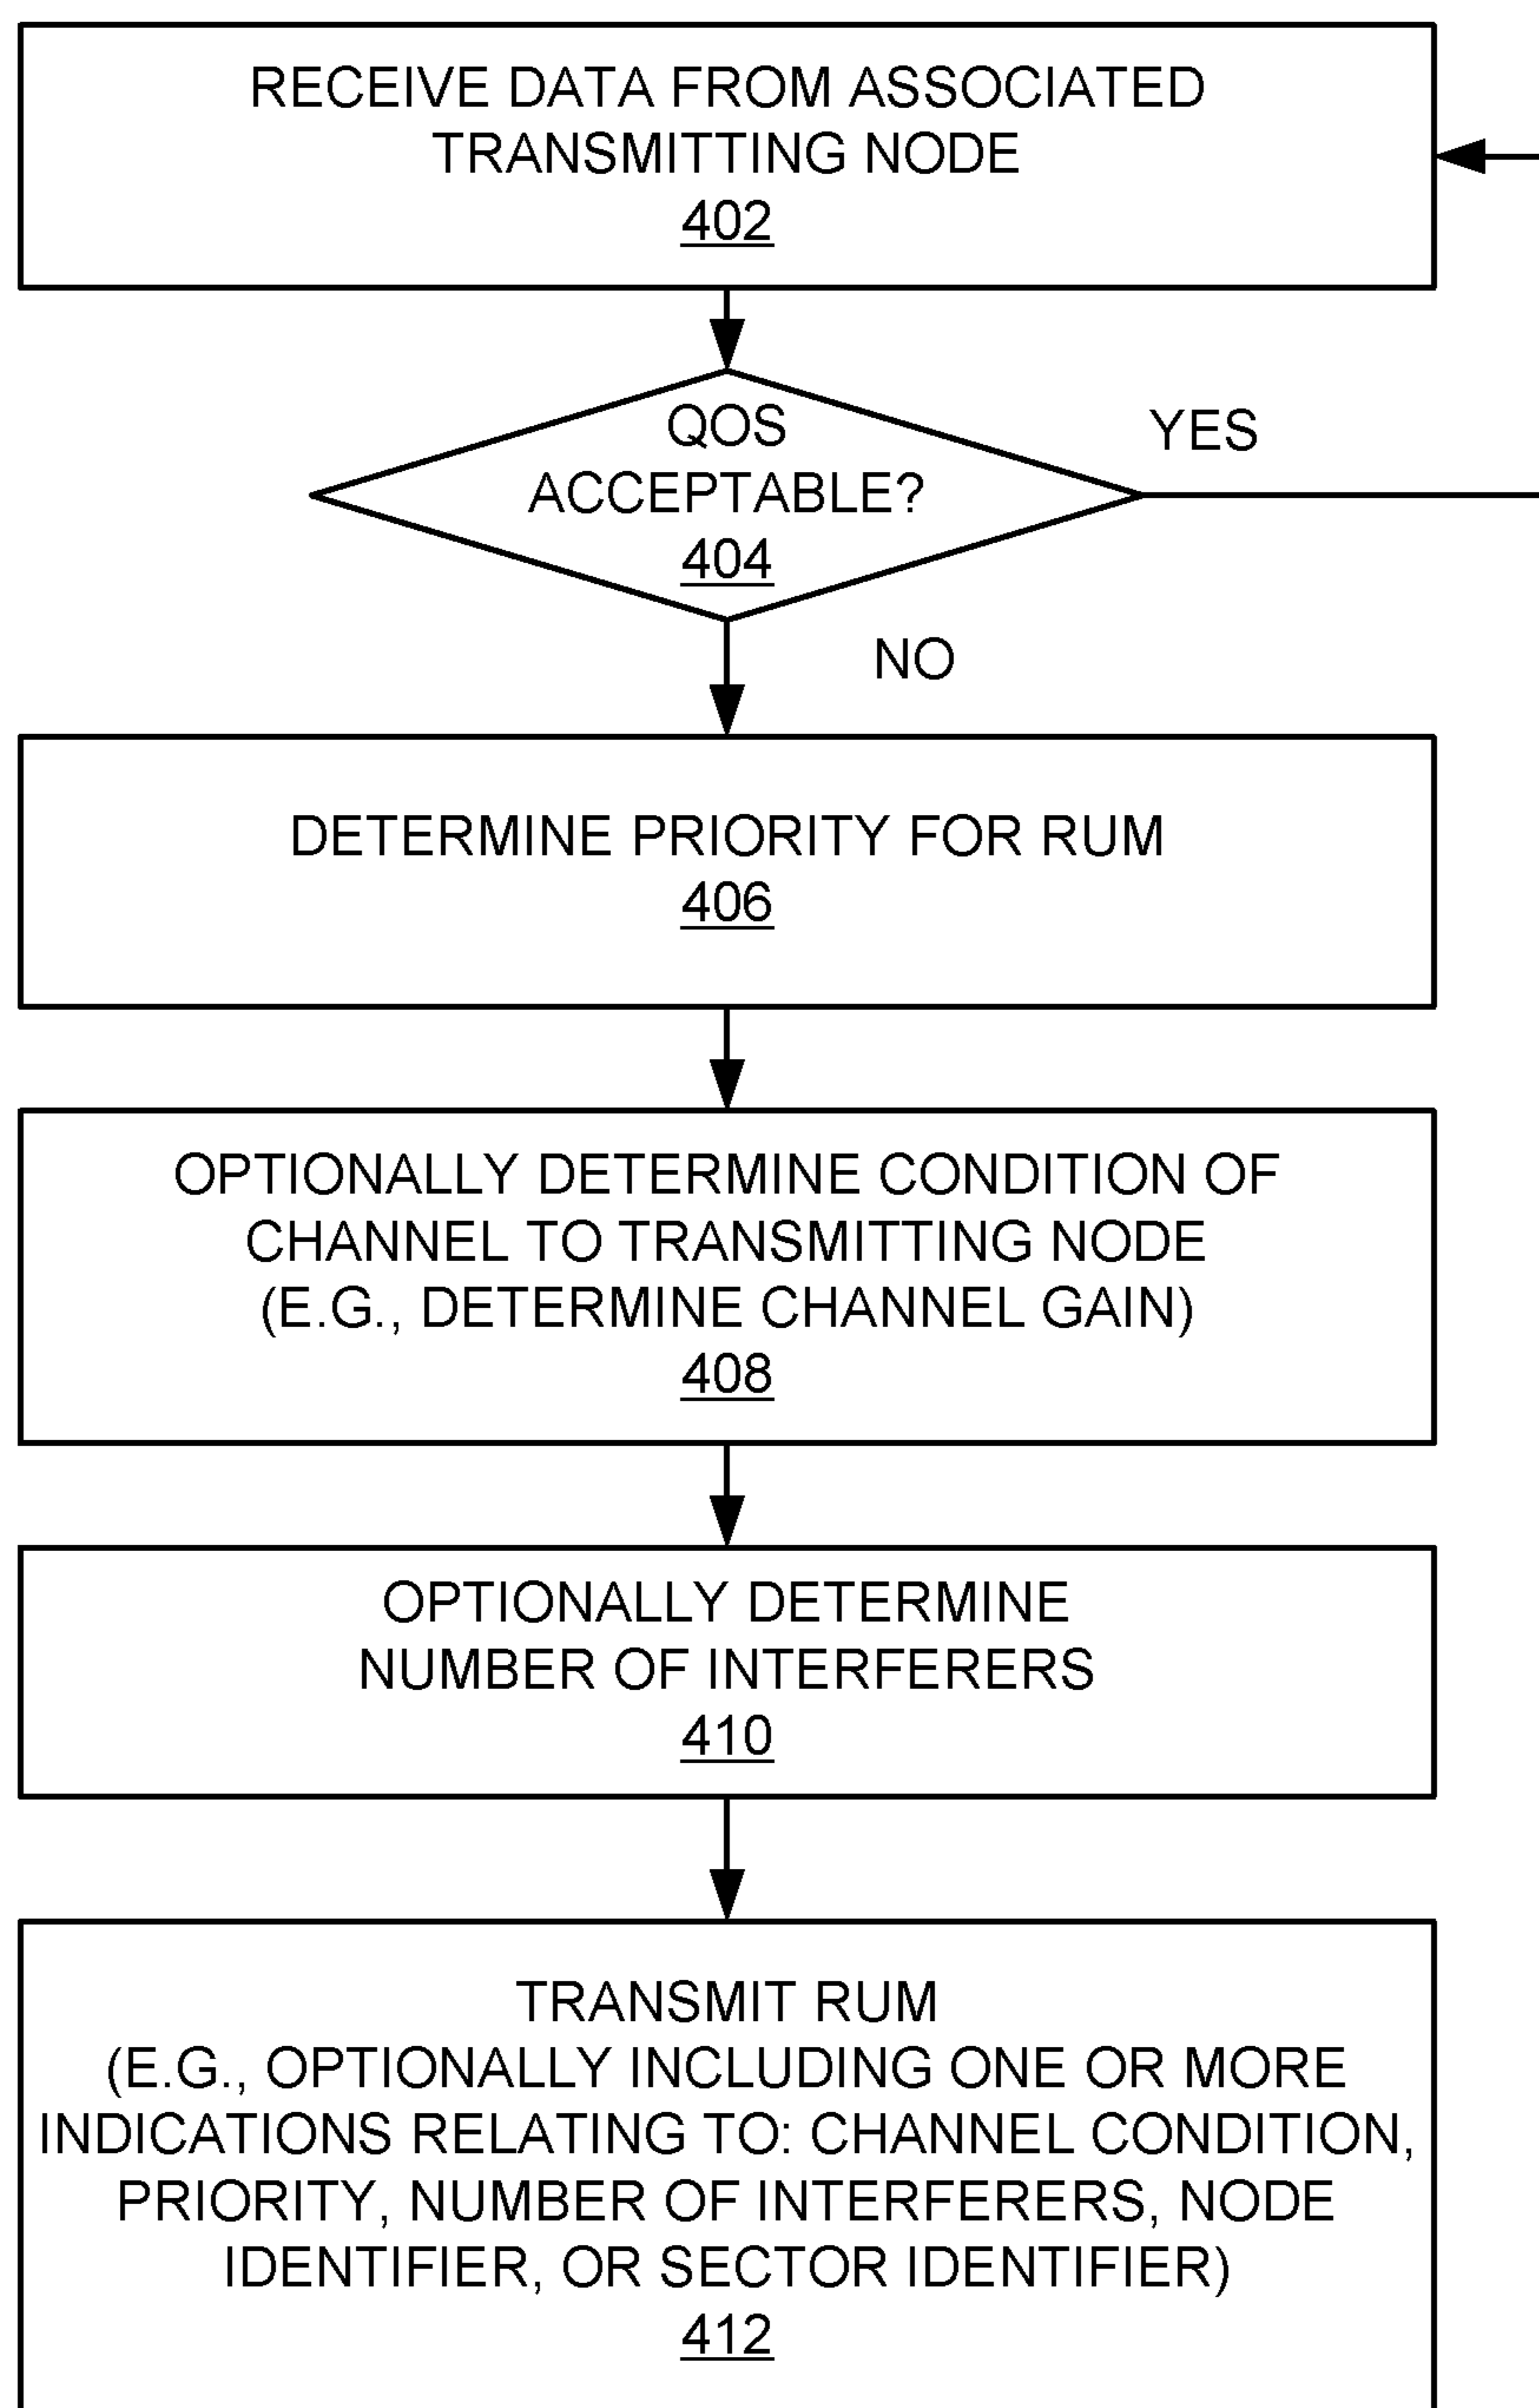 RECEIVE DATA FROM ASSOCIATED
TRANSMITTING NODE
402
QOS
ACCEPTABLE?
404
YES
NO
DETERMINE PRIORITY FOR RUM
406
OPTIONALLY DETERMINE CONDITION OF
CHANNEL TO TRANSMITTING NODE
(E.G., DETERMINE CHANNEL GAIN)
408
OPTIONALLY DETERMINE
NUMBER OF INTERFERERS
410
TRANSMIT RUM
(E.G., OPTIONALLY INCLUDING ONE OR MORE
INDICATIONS RELATING TO: CHANNEL CONDITION,
PRIORITY, NUMBER OF INTERFERERS, NODE
IDENTIFIER, OR SECTOR IDENTIFIER)
412